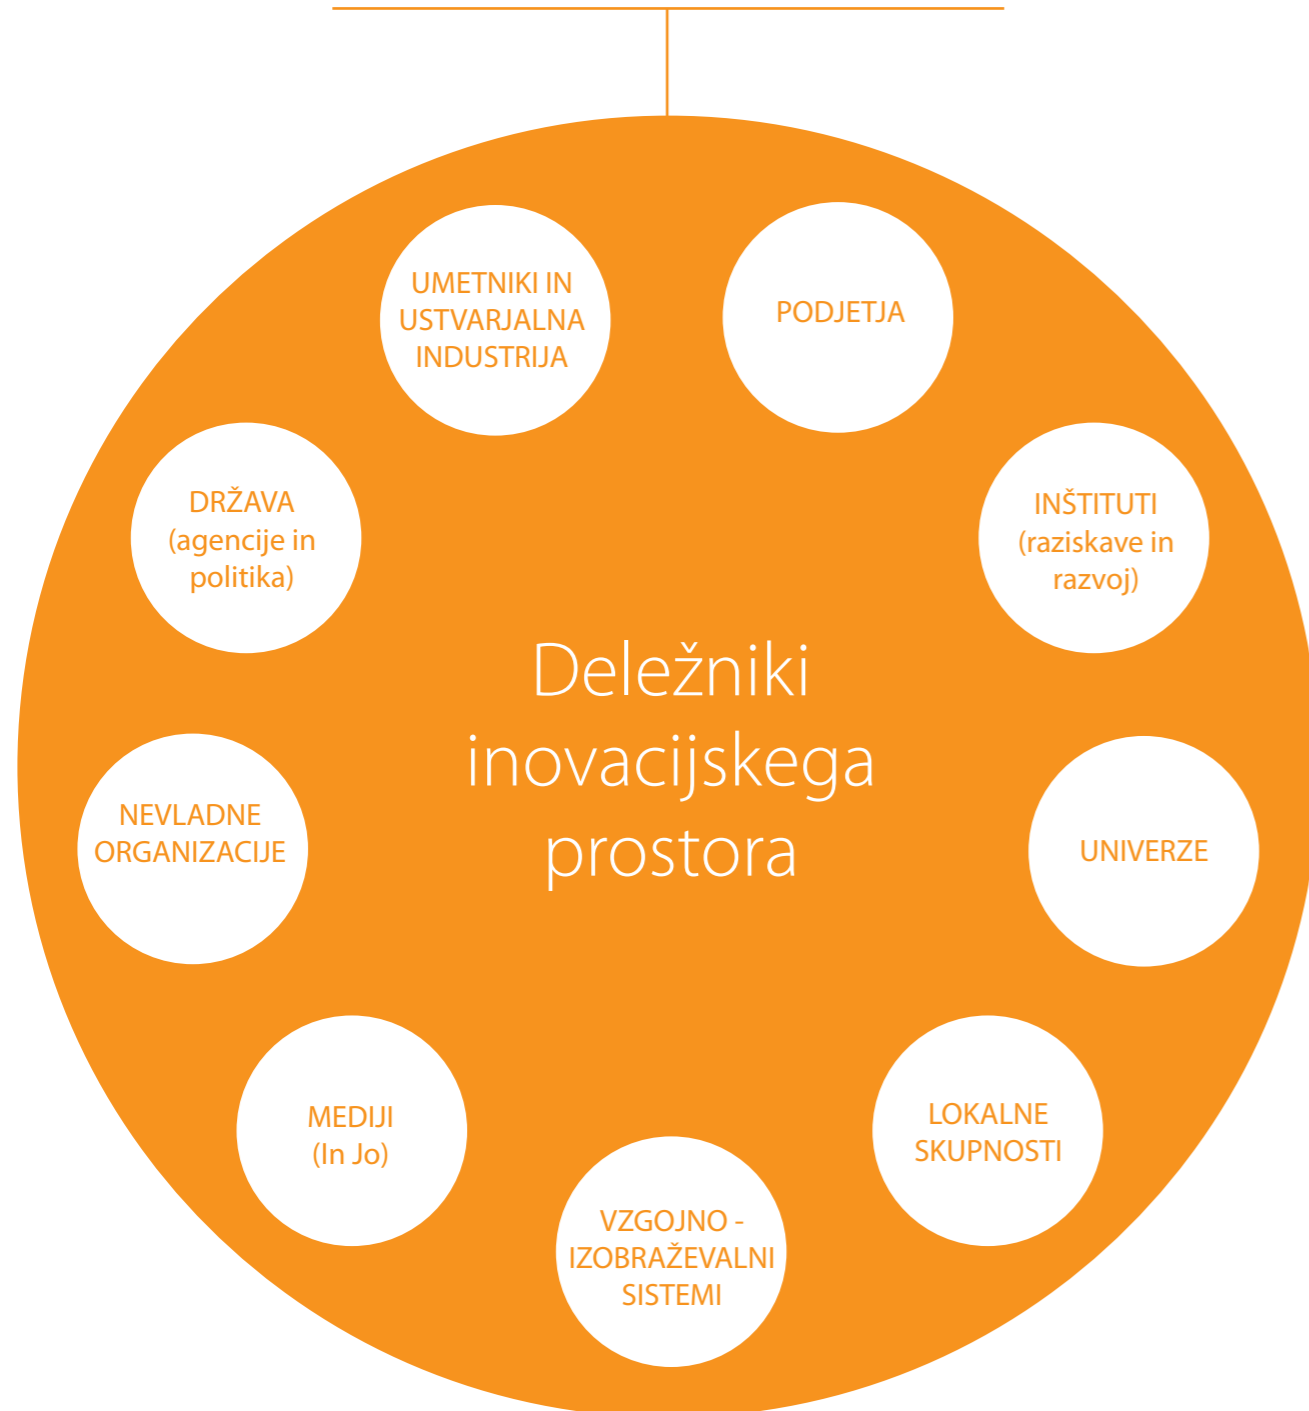 UMETNIKI IN
USTVARJALNA
INDUSTRIJA
PODJETJA
DRŽAVA
(agencije in
politika)
INŠTITUTI
(raziskave in
razvoj)
Deležniki
inovacijskega
prostora
NEVLADNE
ORGANIZACIJE
UNIVERZE
MEDIJI
(In Jo)
LOKALNE
SKUPNOSTI
VZGOJNO -
IZOBRAŽEVALNI
SISTEMI